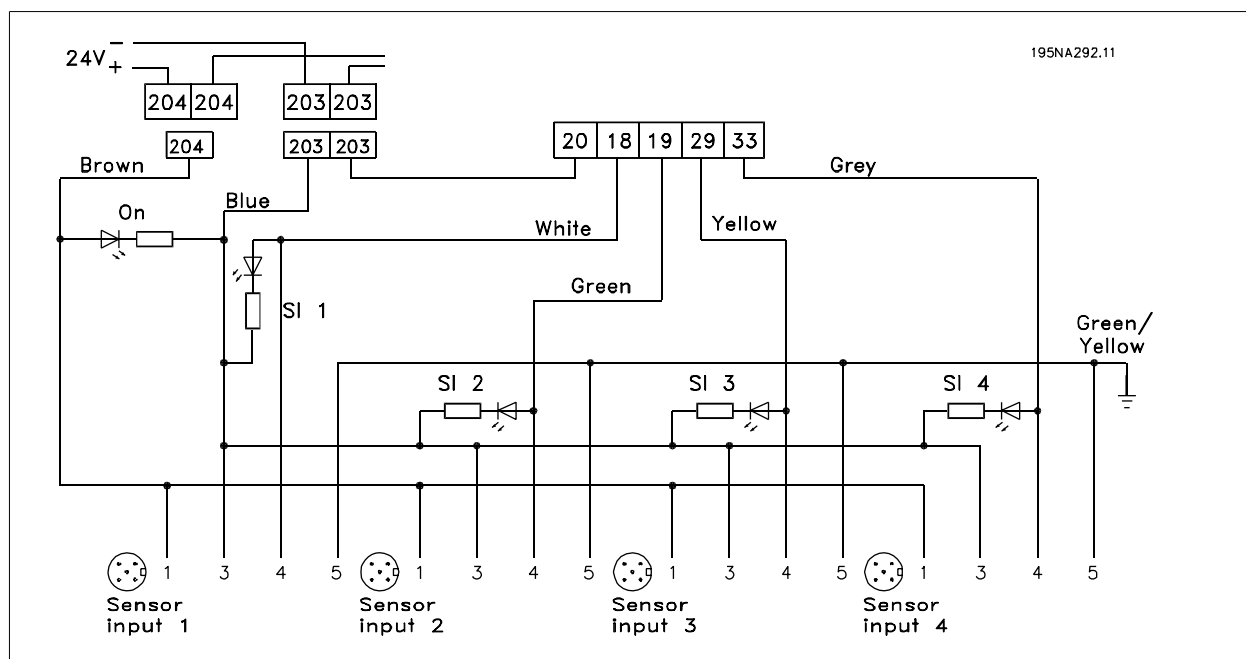 195NA292.11
24V − +
204 204 203 203
204 203 203
20 18 19 29 33
Brown
Grey
Blue
On
White
Yellow
Green
SI 1
Green/
Yellow
SI 2 SI 3 SI 4
1 3 4 5 1 3 4 5 1 3 4 5 1 3 4 5
Sensor
input 1
Sensor
input 2
Sensor
input 3
Sensor
input 4